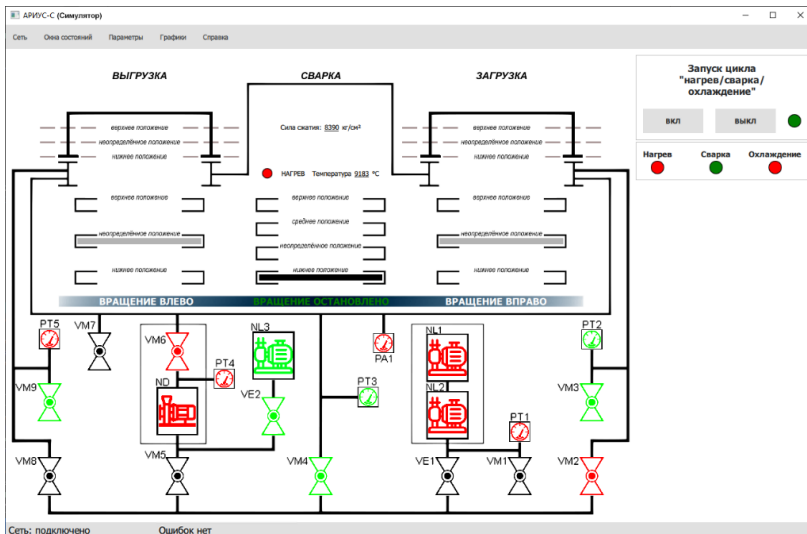 АРИУС-С (Симулятор)
Сеть Окна состояний Параметры Графики Справка
ВЫГРУЗКА СВАРКА ЗАГРУЗКА
Запуск цикла
"нагрев/сварка/
охлаждение"
вкл выкл
Нагрев Сварка Охлаждение
верхнее положение
неопределённое положение
нижнее положение
Сила сжатия: 8390 кг/см²
НАГРЕВ Температура 9183 °C
верхнее положение
неопределённое положение
нижнее положение
верхнее положение
неопределённое положение
нижнее положение
верхнее положение
среднее положение
неопределённое положение
нижнее положение
верхнее положение
неопределённое положение
нижнее положение
ВРАЩЕНИЕ ВЛЕВО ВРАЩЕНИЕ ОСТАНОВЛЕНО ВРАЩЕНИЕ ВПРАВО
PT5 VM7 VM6 NL3 PA1 NL1 PT2
VM9 ND PT4 VE2 PT3 NL2 VM3
PT1
VM8 VM5 VM4 VE1 VM1 VM2
Сеть: подключено Ошибок нет